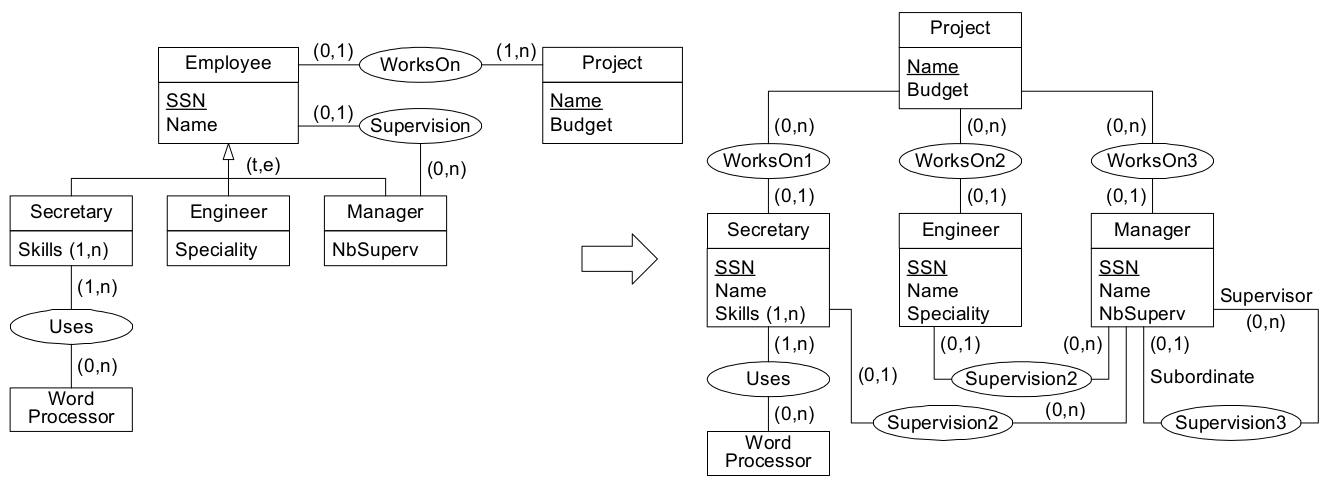 Employee
SSN
Name
(0,1)
WorksOn
(1,n)
Project
Name
Budget
(0,1)
Supervision
(0,n)
(t,e)
Secretary
Skills (1,n)
Engineer
Speciality
Manager
NbSuperv
(1,n)
Uses
(0,n)
Word
Processor
Project
Name
Budget
(0,n)
(0,n)
(0,n)
WorksOn1
WorksOn2
WorksOn3
(0,1)
(0,1)
(0,1)
Secretary
SSN
Name
Skills (1,n)
Engineer
SSN
Name
Speciality
Manager
SSN
Name
NbSuperv
Supervisor
(0,n)
(1,n)
Uses
(0,n)
Word
Processor
(0,1)
Supervision2
(0,n)
(0,1)
Supervision2
(0,n)
(0,1)
Subordinate
Supervision3